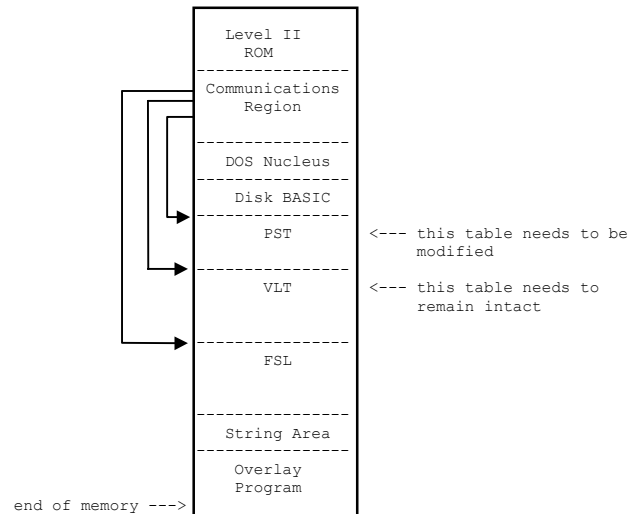 Level II
ROM
Communications
Region
DOS Nucleus
Disk BASIC
PST
<--- this table needs to be
modified
VLT
<--- this table needs to
remain intact
FSL
String Area
Overlay
Program
end of memory --->